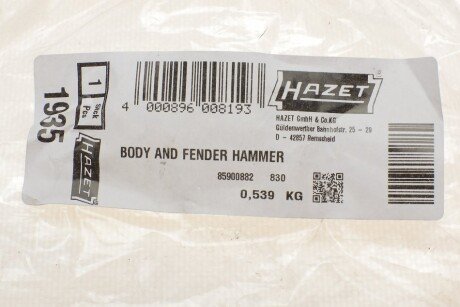 1935
1
Stück
Pcs.
HAZET
4 000896 008193
HAZET
HAZET GmbH & Co.KG
Güldenwerther Bahnhofstr. 25 - 29
D - 42857 Remscheid
BODY AND FENDER HAMMER
85900882 830
0,539 KG